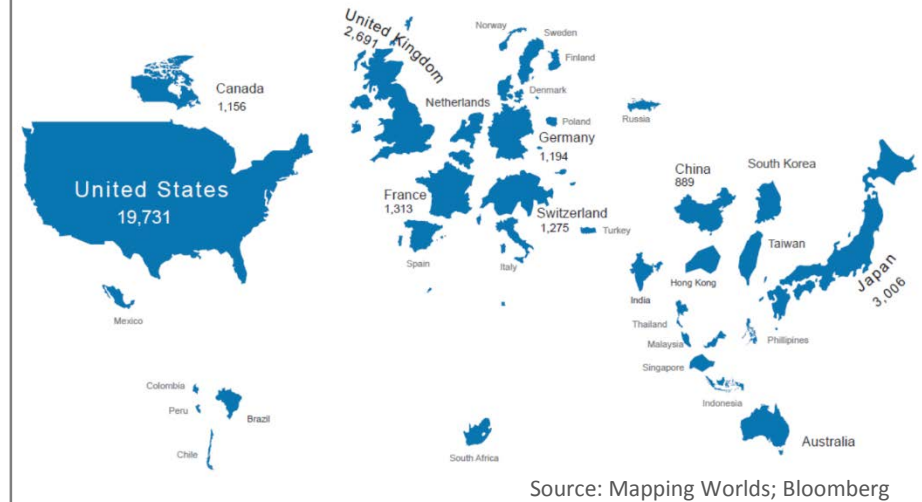 Canada
1,156
United States
19,731
Mexico
Colombia
Peru
Brazil
Chile
United Kingdom
2,691
Norway
Sweden
Finland
Denmark
Netherlands
Poland
Germany
1,194
France
1,313
Switzerland
1,275
Spain
Italy
Turkey
Russia
South Africa
China
889
South Korea
Taiwan
Japan
3,006
India
Hong Kong
Thailand
Malaysia
Phillipines
Singapore
Indonesia
Australia
Source: Mapping Worlds; Bloomberg